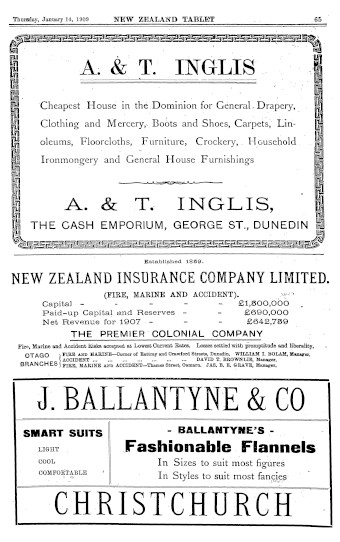 Thursday, January 14, 1909 NEW ZEALAND TABLET 65
A. & T. INGLIS
Cheapest House in the Dominion for General Drapery,
Clothing and Mercery, Boots and Shoes, Carpets, Lin-
oleums, Floorcloths, Furniture, Crockery, Household
Ironmongery and General House Furnishings
A. & T. INGLIS,
THE CASH EMPORIUM, GEORGE ST., DUNEDIN
Established 1859.
NEW ZEALAND INSURANCE COMPANY LIMITED.
(FIRE, MARINE AND ACCIDENT).
Capital - - - - - £1,500,000
Paid-up Capital and Reserves - - £690,000
Net Revenue for 1907 - - - £642,789
THE PREMIER COLONIAL COMPANY
Fire, Marine and Accident Risks accepted at Lowest Current Rates. Losses settled with promptitude and liberality.
OTAGO BRANCHES
FIRE AND MARINE—Corner of Rattray and Crawford Streets, Dunedin. WILLIAM I. BOLAM, Manager,
ACCIDENT .. .. .. DAVID T. BROWNLIE, Manager.
FIRE, MARINE AND ACCIDENT—Thames Street, Oamaru. JAS. B. E. GRAVE, Manager.
J. BALLANTYNE & CO
SMART SUITS
LIGHT
COOL
COMFORTABLE
- BALLANTYNE'S -
Fashionable Flannels
In Sizes to suit most figures
In Styles to suit most fancies
CHRISTCHURCH